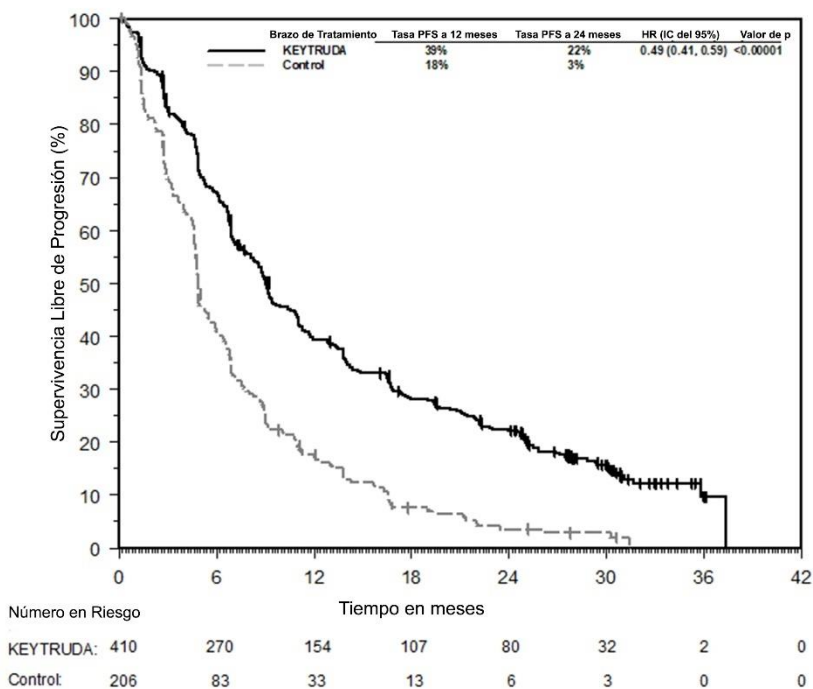 Brazo de Tratamiento Tasa PFS a 12 meses Tasa PFS a 24 meses HR (IC del 95%) Valor de p
KEYTRUDA 39% 22% 0.49 (0.41, 0.59) <0.00001
Control 18% 3%
Supervivencia Libre de Progresión (%)
100
90
80
70
60
50
40
30
20
10
0
0 6 12 18 24 30 36 42
Tiempo en meses
Número en Riesgo
KEYTRUDA: 410 270 154 107 80 32 2 0
Control: 206 83 33 13 6 3 0 0